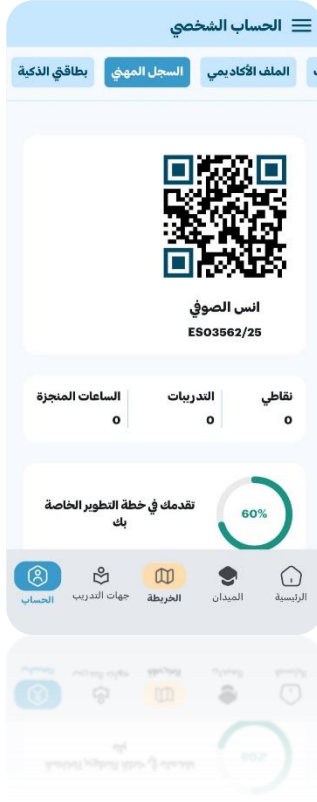 الحساب الشخصي
الملف الأكاديمي
السجل المهني
بطاقتي الذكية
انس الصوفي
ES03562/25
نقاطي
0
التدريبات
0
الساعات المنجزة
0
60%
تقدمك في خطة التطوير الخاصة
بك
الرئيسية
الميدان
الخريطة
جهات التدريب
الحساب